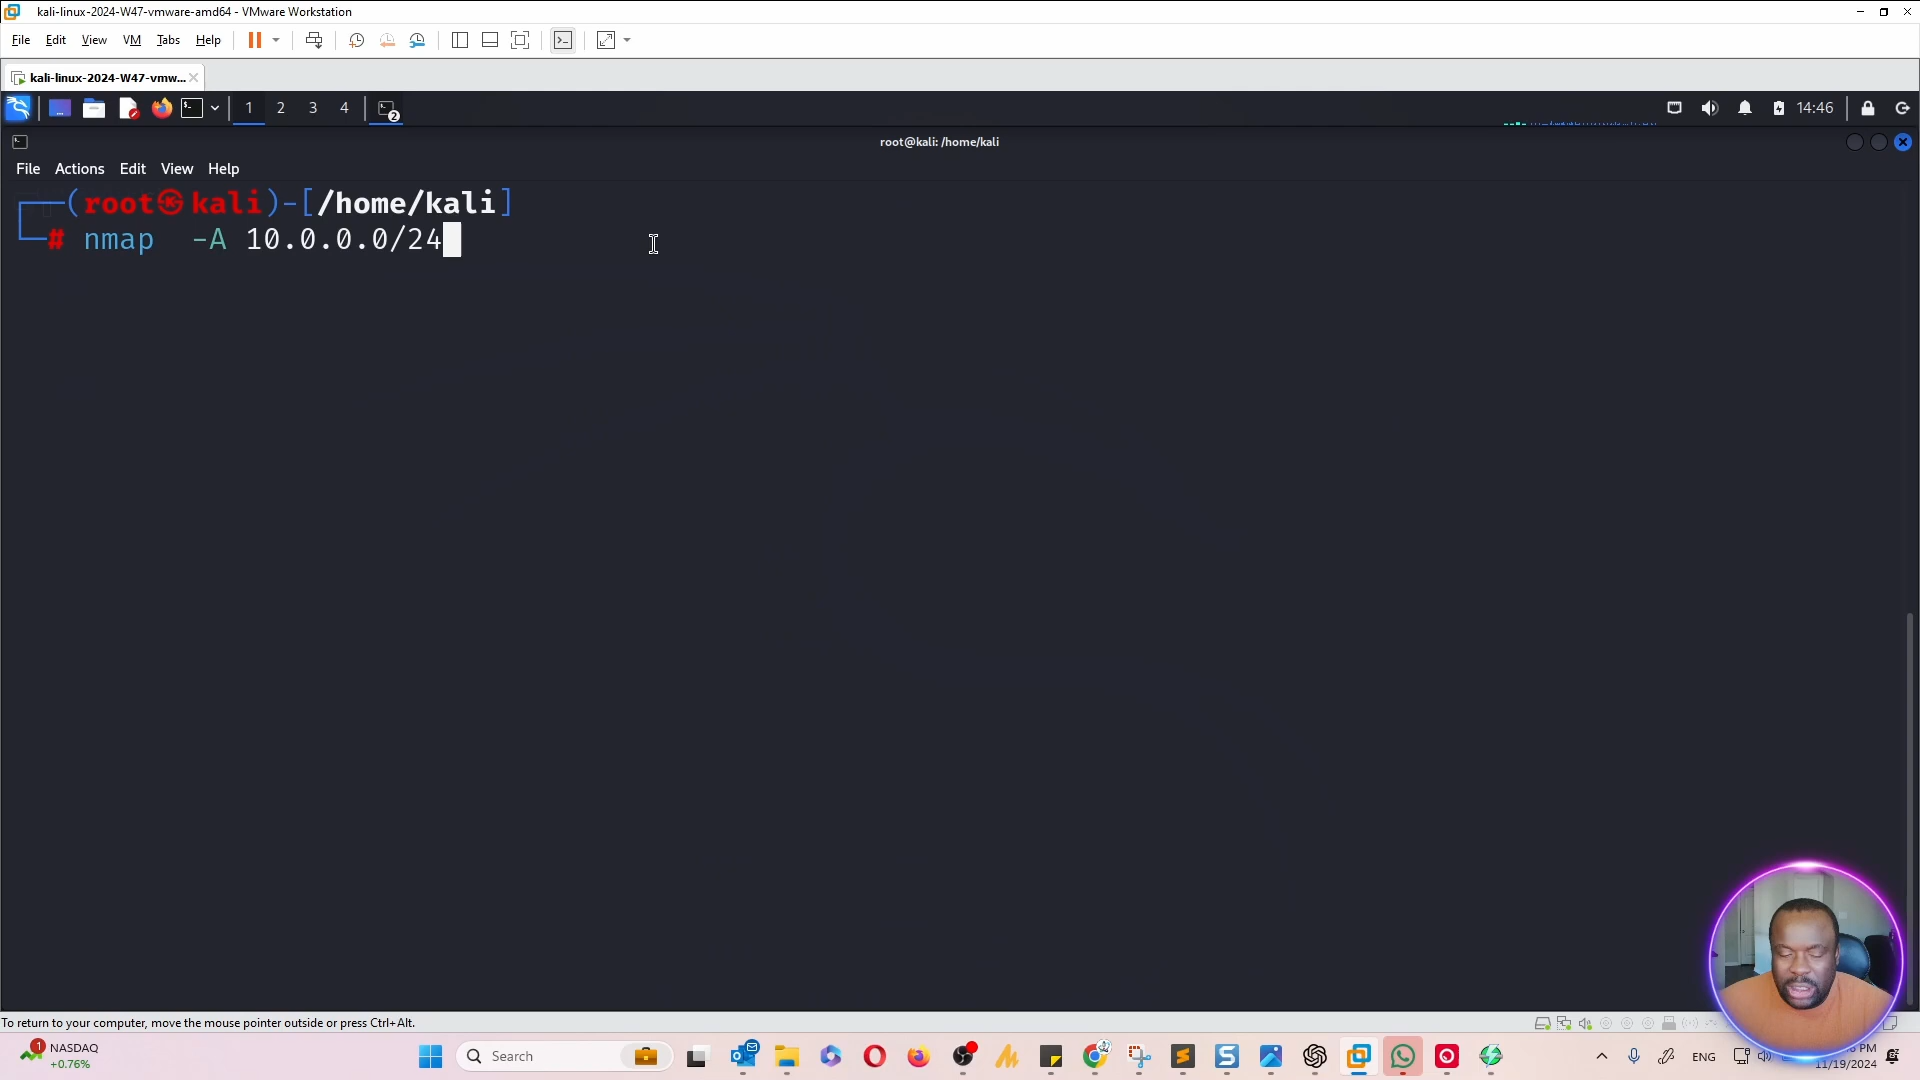 kali-linux-2024-W47-vmware-amd64 - VMware Workstation
File Edit View VM Tabs Help
kali-linux-2024-W47-vmw...
1 2 3 4 2 14:46
root@kali: /home/kali
File Actions Edit View Help
┌──(root㉿kali)-[/home/kali]
└─# nmap  -A 10.0.0.0/24
To return to your computer, move the mouse pointer outside or press Ctrl+Alt.
1 NASDAQ
+0.76%
Search
ENG
PM
11/19/2024